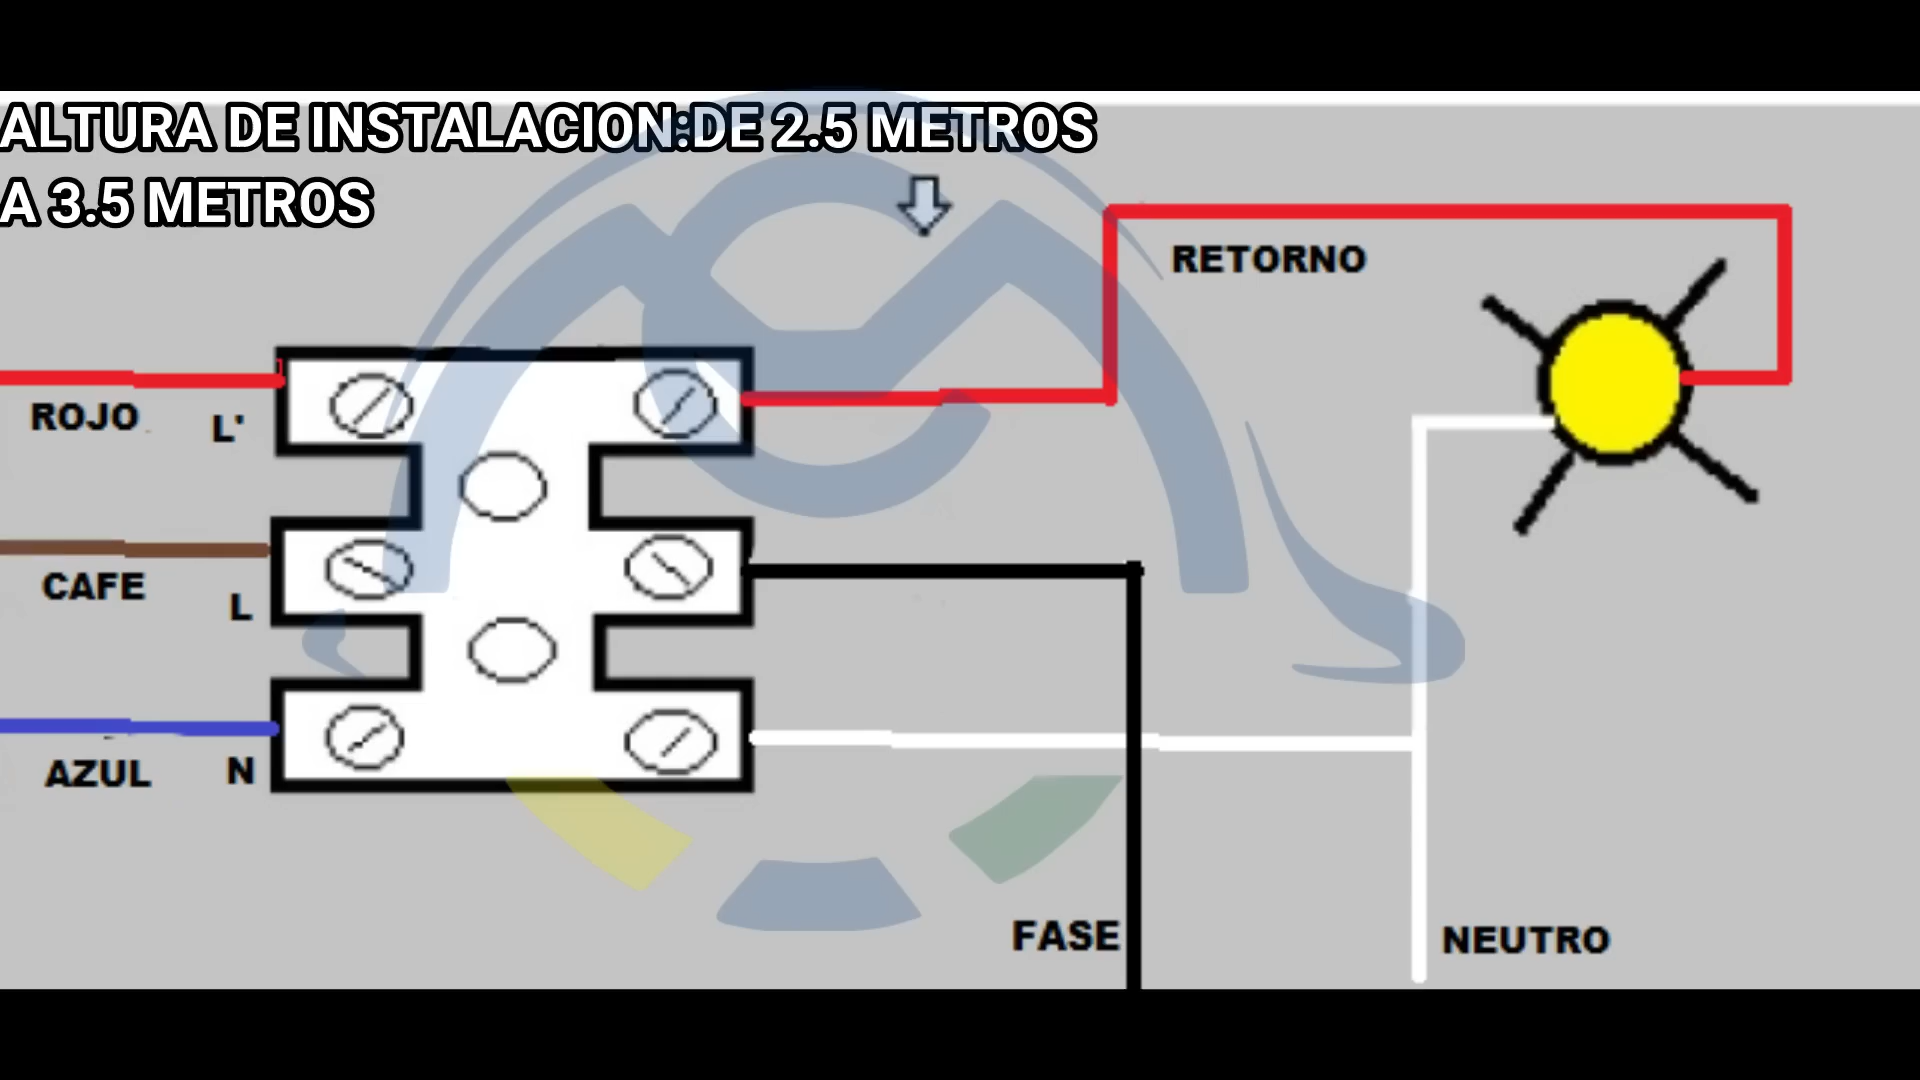 ALTURA DE INSTALACION:DE 2.5 METROS
A 3.5 METROS
RETORNO
ROJO L'
CAFE L
AZUL N
FASE
NEUTRO